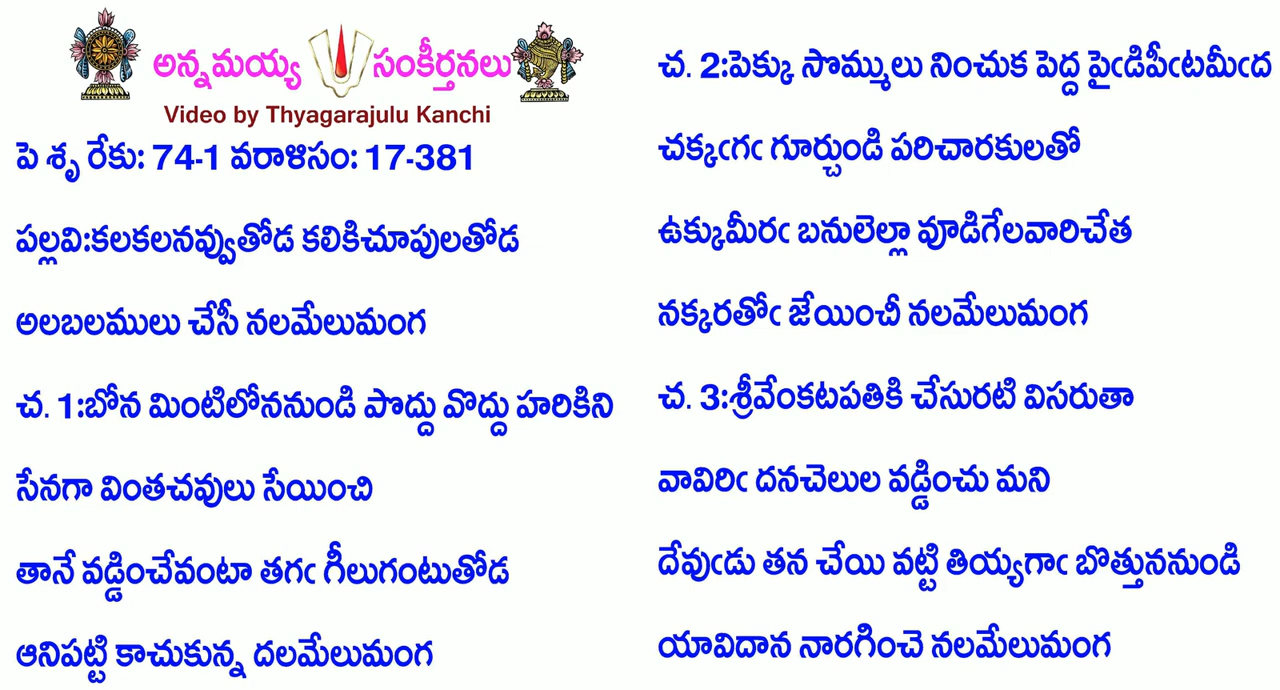 అన్నమయ్య సంకీర్తనలు
Video by Thyagarajulu Kanchi
పె శృ రేకు: 74-1 వరాళిసం: 17-381
పల్లవి:కలకలనవ్వుతోడ కలికిచూపులతోడ
అలబలములు చేసీ నలమేలుమంగ
చ. 1:బోన మింటిలోననుండి పొద్దు వొద్దు హరికిని
సేనగా వింతచవులు సేయించి
తానే వడ్డించేవంటా తగఁ గీలుగంటుతోడ
ఆనిపట్టి కాచుకున్న దలమేలుమంగ
చ. 2:పెక్కు సొమ్ములు నించుక పెద్ద పైఁడిపీఁటమీఁద
చక్కఁగఁ గూర్చుండి పరిచారకులతో
ఉక్కుమీరఁ బనులెల్లా వూడిగేలవారిచేత
నక్కరతోఁ జేయించీ నలమేలుమంగ
చ. 3:శ్రీవేంకటపతికి చేసురటి విసరుతా
వావిరిఁ దనచెలుల వడ్డించు మని
దేవుఁడు తన చేయి వట్టి తియ్యగాఁ బొత్తుననుండి
యావిదాన నారగించె నలమేలుమంగ